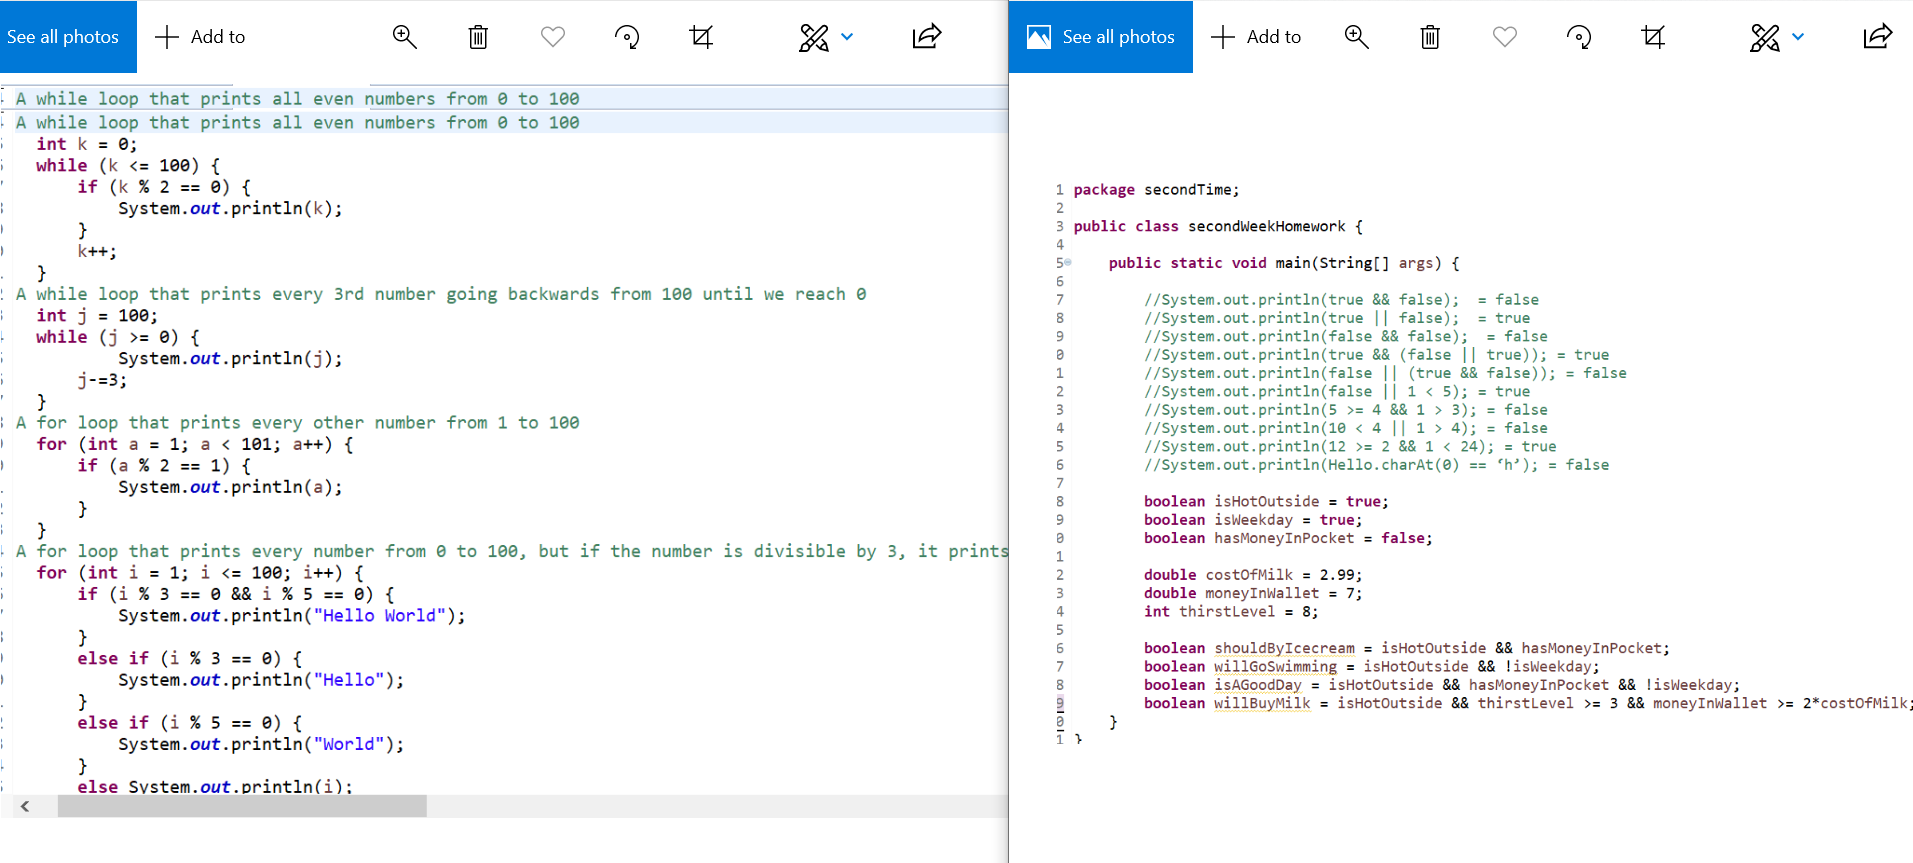 See all photos
Add to
A while loop that prints all even numbers from 0 to 100
A while loop that prints all even numbers from 0 to 100
int k = 0;
while (k <= 100) {
if (k % 2 == 0) {
System.out.println(k);
}
k++;
}
A while loop that prints every 3rd number going backwards from 100 until we reach 0
int j = 100;
while (j >= 0) {
System.out.println(j);
j-=3;
}
A for loop that prints every other number from 1 to 100
for (int a = 1; a < 101; a++) {
if (a % 2 == 1) {
System.out.println(a);
}
}
A for loop that prints every number from 0 to 100, but if the number is divisible by 3, it prints
for (int i = 1; i <= 100; i++) {
if (i % 3 == 0 && i % 5 == 0) {
System.out.println("Hello World");
}
else if (i % 3 == 0) {
System.out.println("Hello");
}
else if (i % 5 == 0) {
System.out.println("World");
}
else System.out.println(i);
See all photos
Add to
1 package secondTime;
2
3 public class secondWeekHomework {
4
5 public static void main(String[] args) {
6
7 //System.out.println(true && false);  = false
8 //System.out.println(true || false);  = true
9 //System.out.println(false && false);  = false
0 //System.out.println(true && (false || true)); = true
1 //System.out.println(false || (true && false)); = false
2 //System.out.println(false || 1 < 5); = true
3 //System.out.println(5 >= 4 && 1 > 3); = false
4 //System.out.println(10 < 4 || 1 > 4); = false
5 //System.out.println(12 >= 2 && 1 < 24); = true
6 //System.out.println(Hello.charAt(0) == ‘h’); = false
7
8 boolean isHotOutside = true;
9 boolean isWeekday = true;
0 boolean hasMoneyInPocket = false;
1
2 double costOfMilk = 2.99;
3 double moneyInWallet = 7;
4 int thirstLevel = 8;
5
6 boolean shouldByIcecream = isHotOutside && hasMoneyInPocket;
7 boolean willGoSwimming = isHotOutside && !isWeekday;
8 boolean isAGoodDay = isHotOutside && hasMoneyInPocket && !isWeekday;
9 boolean willBuyMilk = isHotOutside && thirstLevel >= 3 && moneyInWallet >= 2*costOfMilk;
0 }
1 }